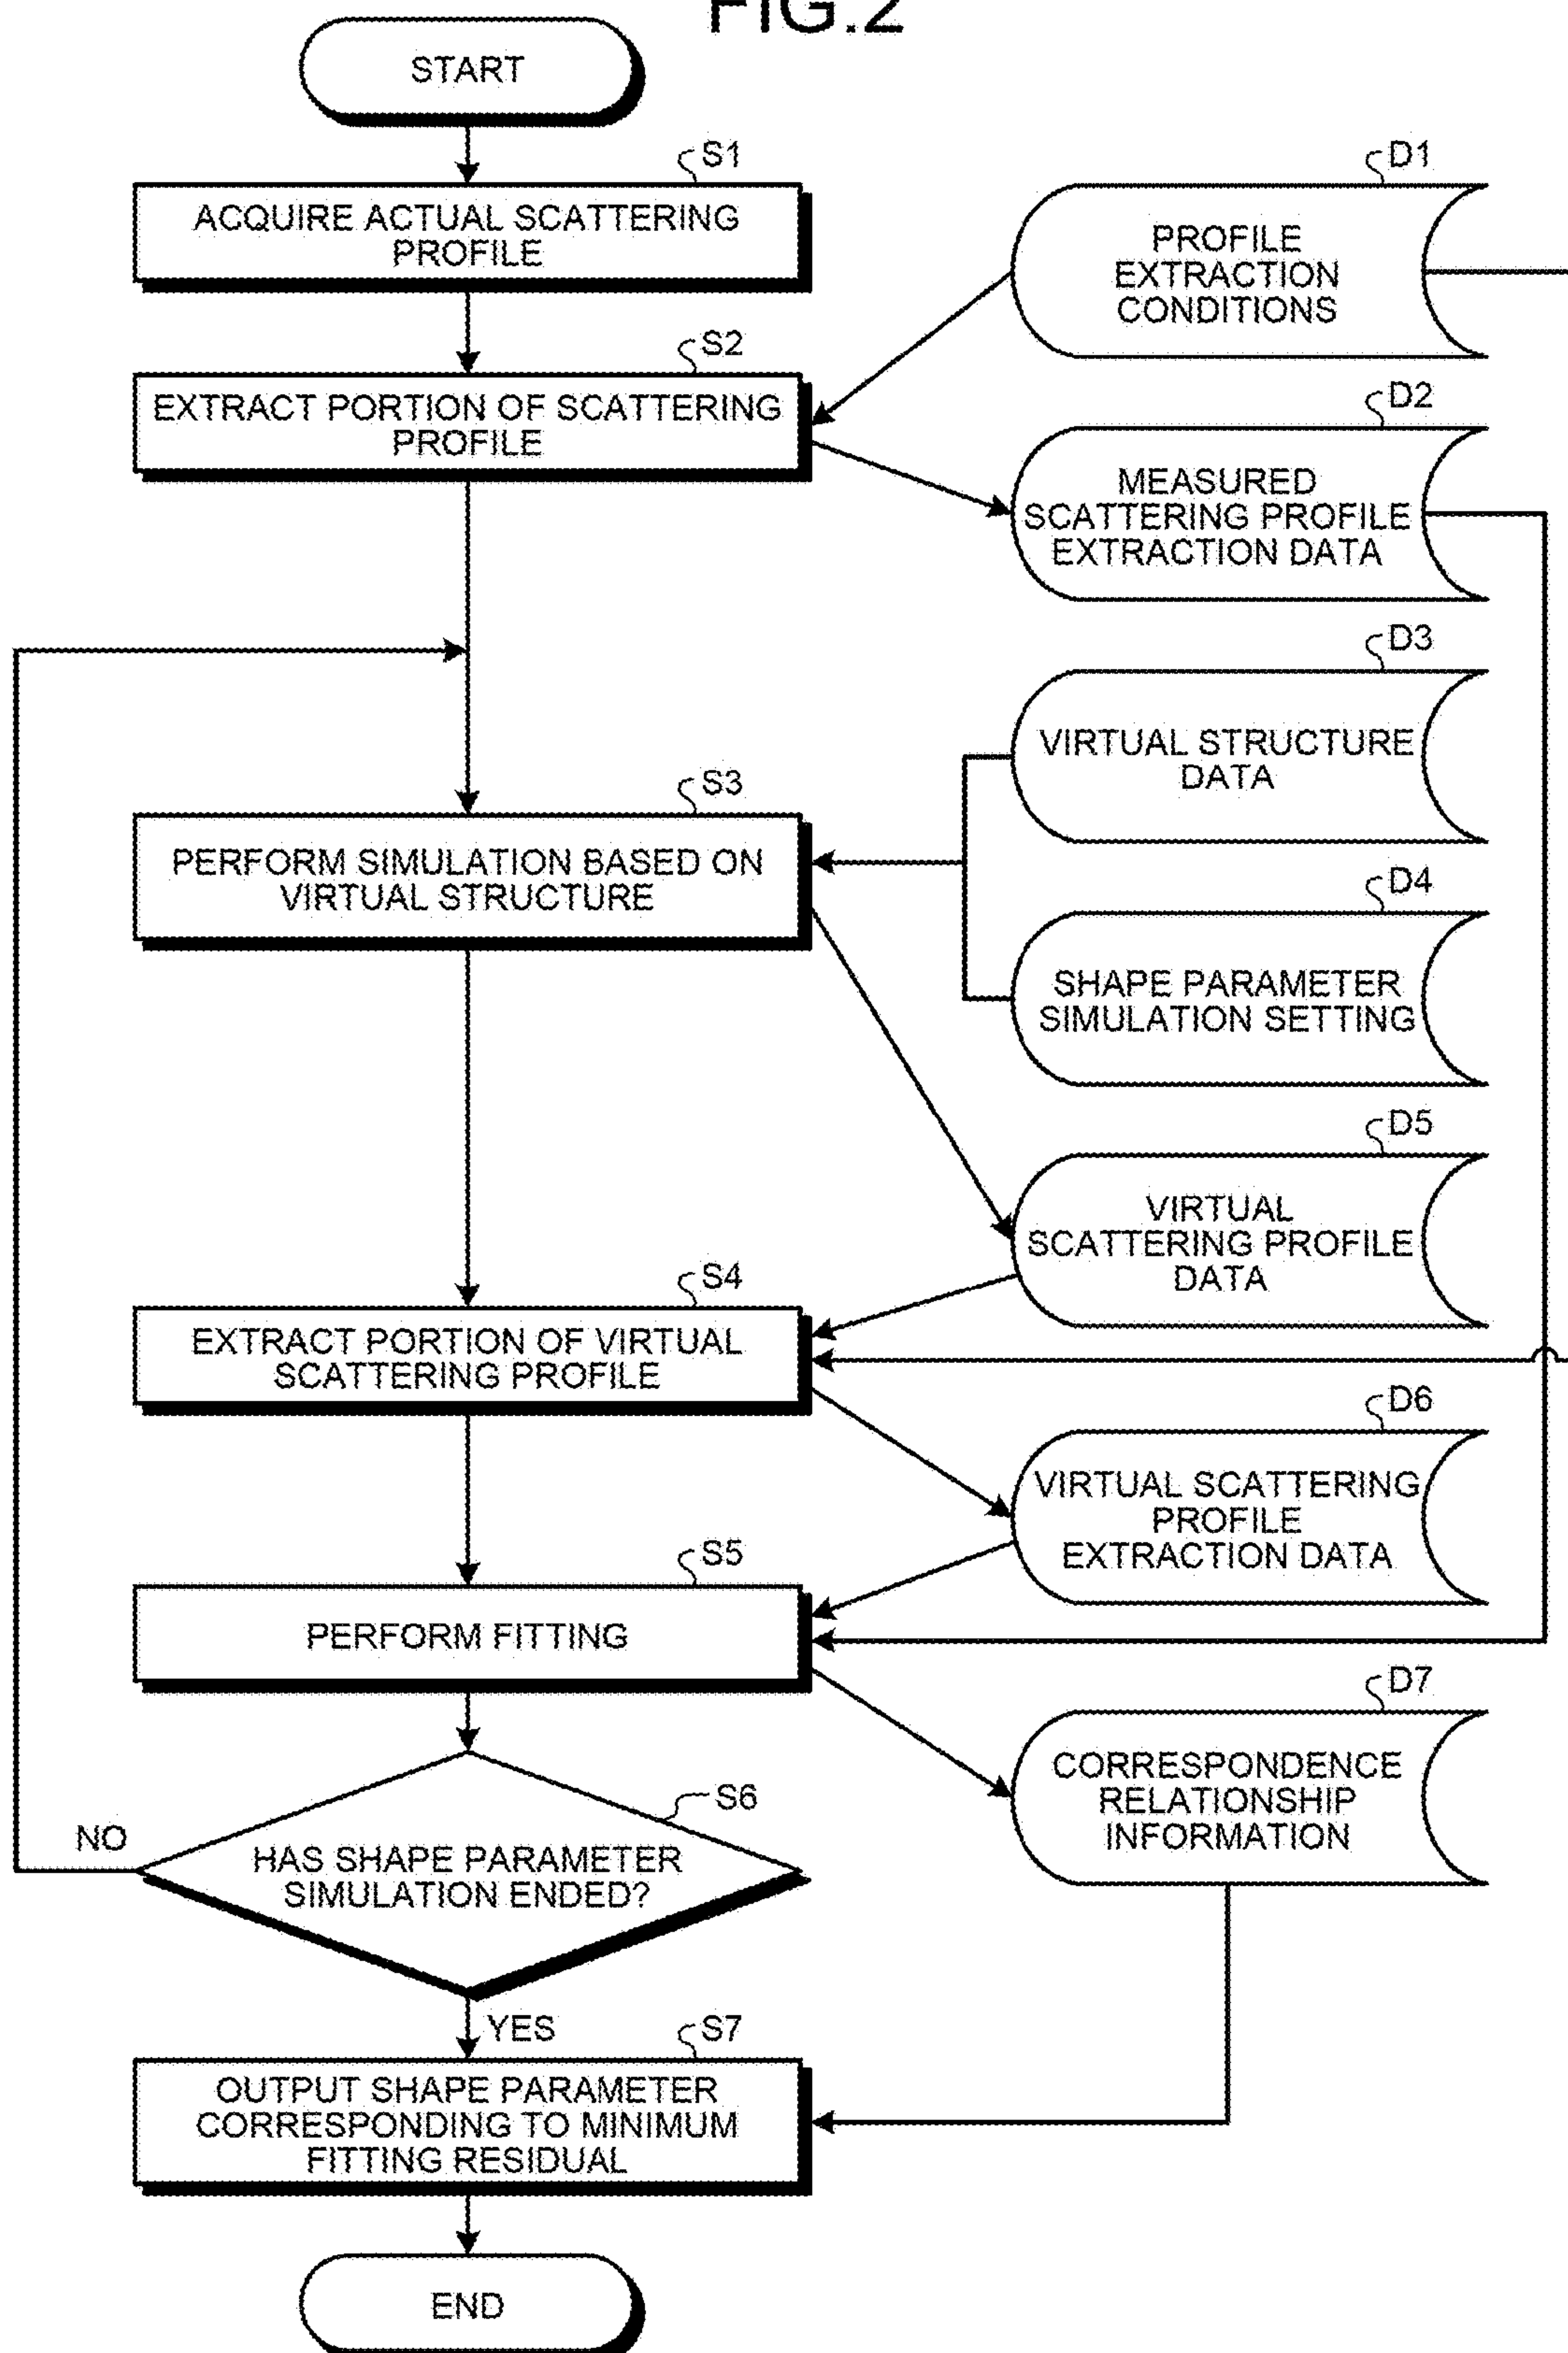 FIG.2
START
S1
ACQUIRE ACTUAL SCATTERING
PROFILE
D1
PROFILE
EXTRACTION
CONDITIONS
S2
EXTRACT PORTION OF SCATTERING
PROFILE
D2
MEASURED
SCATTERING PROFILE
EXTRACTION DATA
D3
VIRTUAL STRUCTURE
DATA
S3
PERFORM SIMULATION BASED ON
VIRTUAL STRUCTURE
D4
SHAPE PARAMETER
SIMULATION SETTING
D5
VIRTUAL
SCATTERING PROFILE
DATA
S4
EXTRACT PORTION OF VIRTUAL
SCATTERING PROFILE
D6
VIRTUAL SCATTERING
PROFILE
EXTRACTION DATA
S5
PERFORM FITTING
D7
CORRESPONDENCE
RELATIONSHIP
INFORMATION
S6
NO
HAS SHAPE PARAMETER
SIMULATION ENDED?
YES
S7
OUTPUT SHAPE PARAMETER
CORRESPONDING TO MINIMUM
FITTING RESIDUAL
END